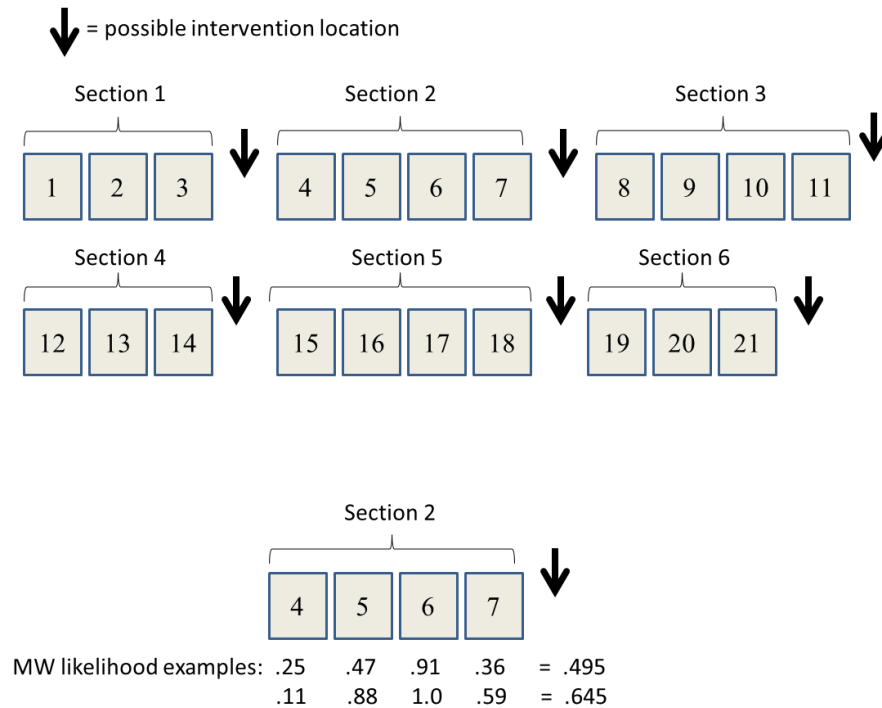 = possible intervention location
Section 1 Section 2 Section 3
1 2 3 4 5 6 7 8 9 10 11
Section 4 Section 5 Section 6
12 13 14 15 16 17 18 19 20 21
Section 2
4 5 6 7
MW likelihood examples: .25 .47 .91 .36 = .495
.11 .88 1.0 .59 = .645